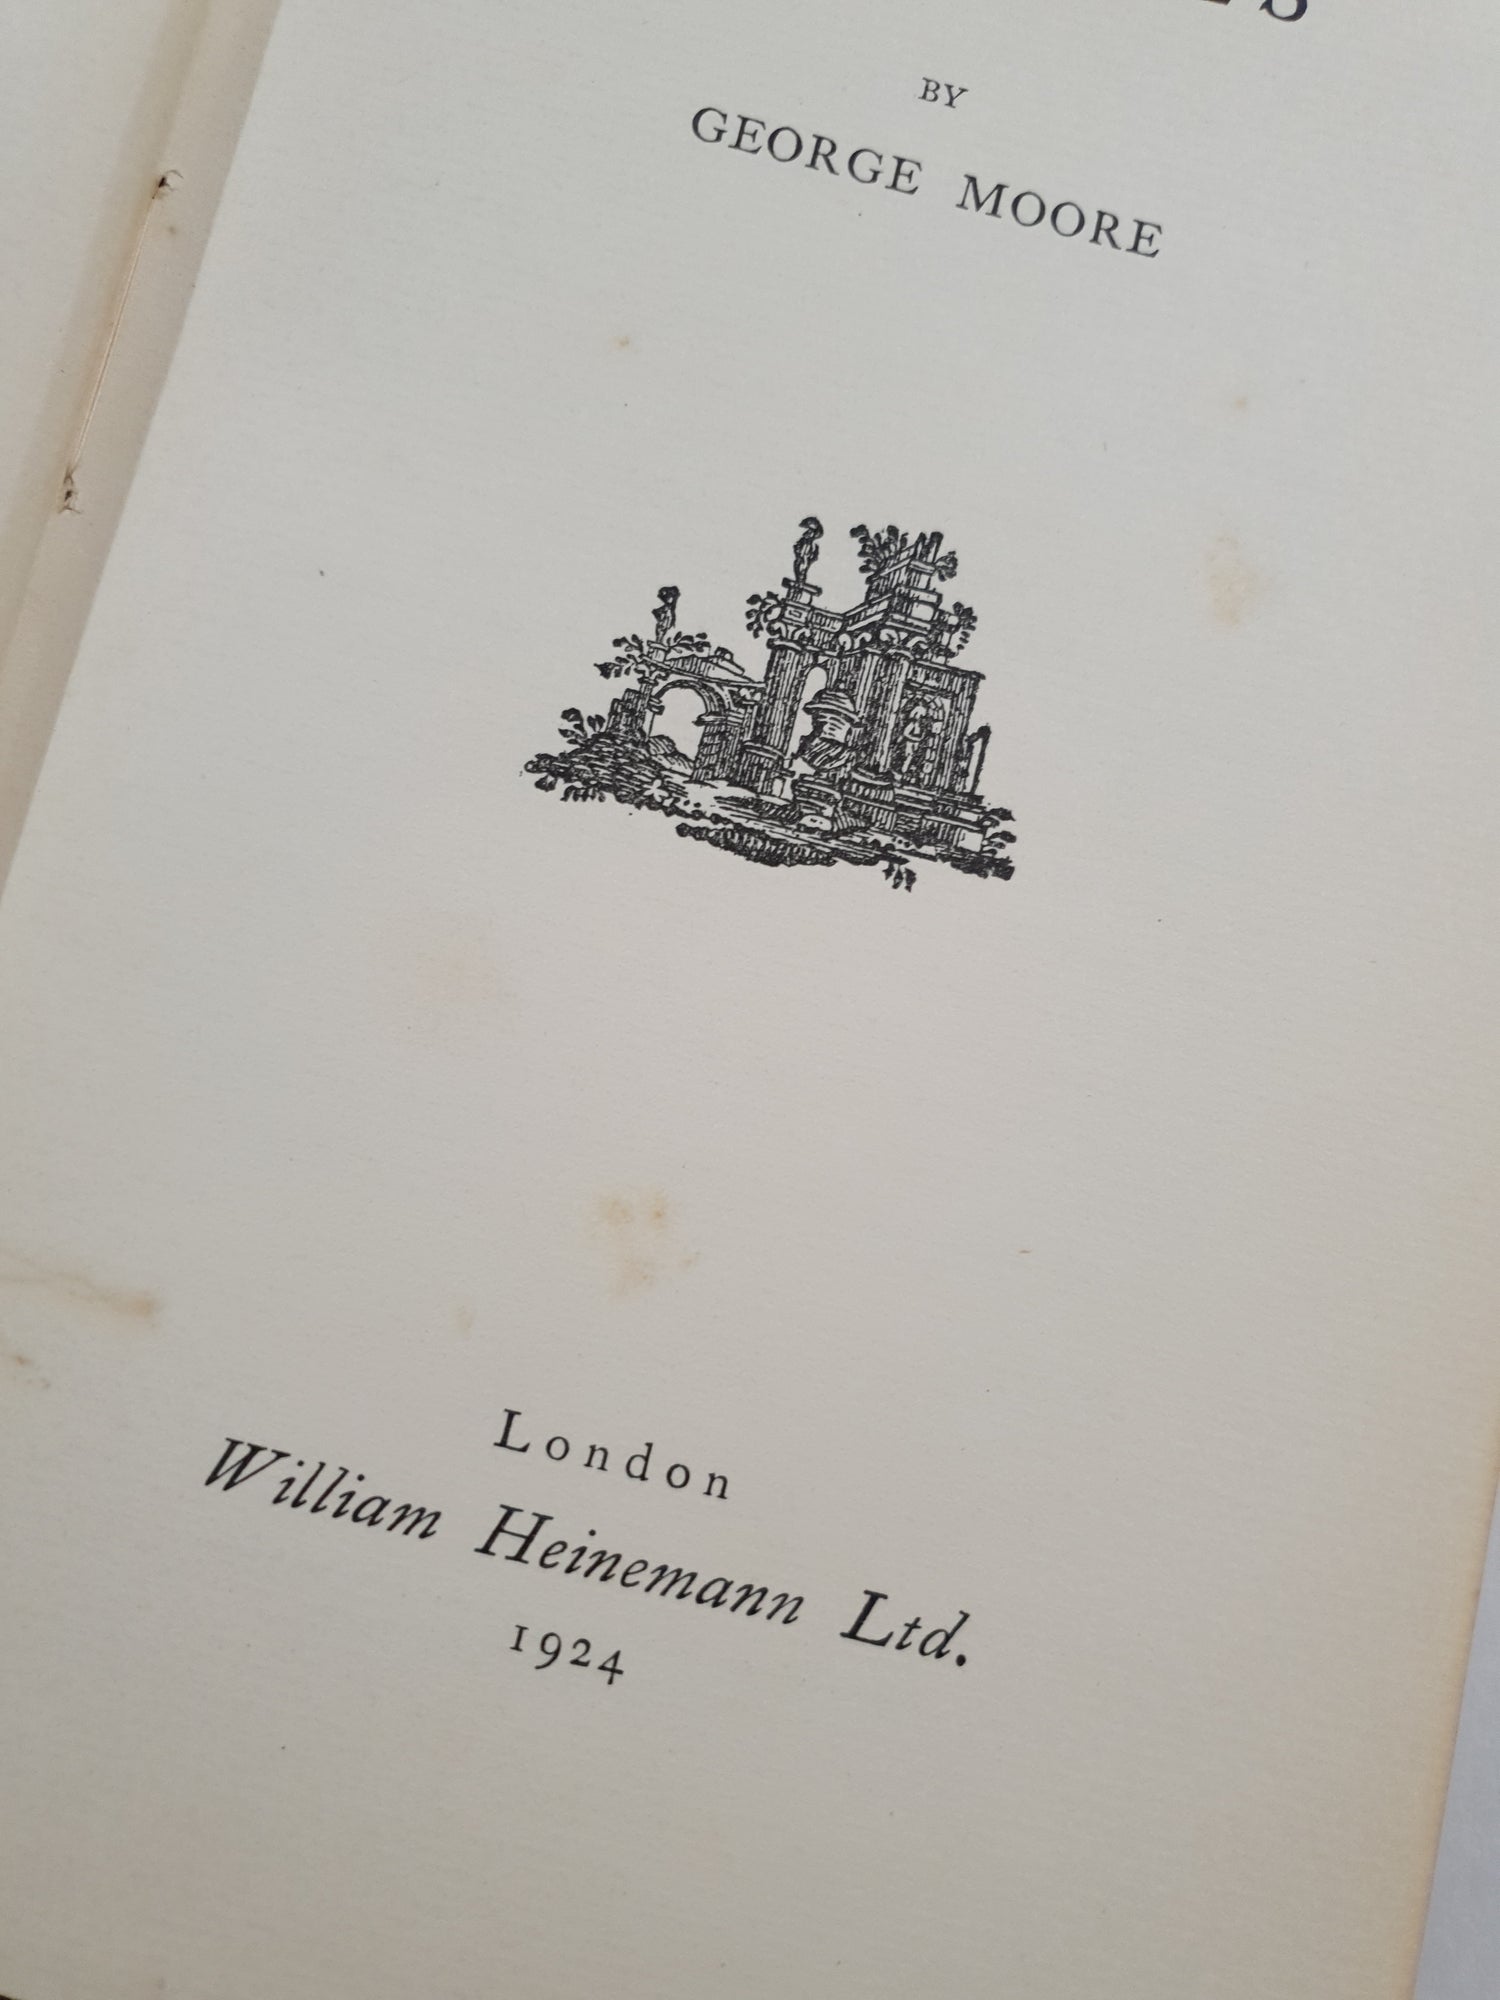 BY
GEORGE MOORE
London
William Heinemann Ltd.
1924